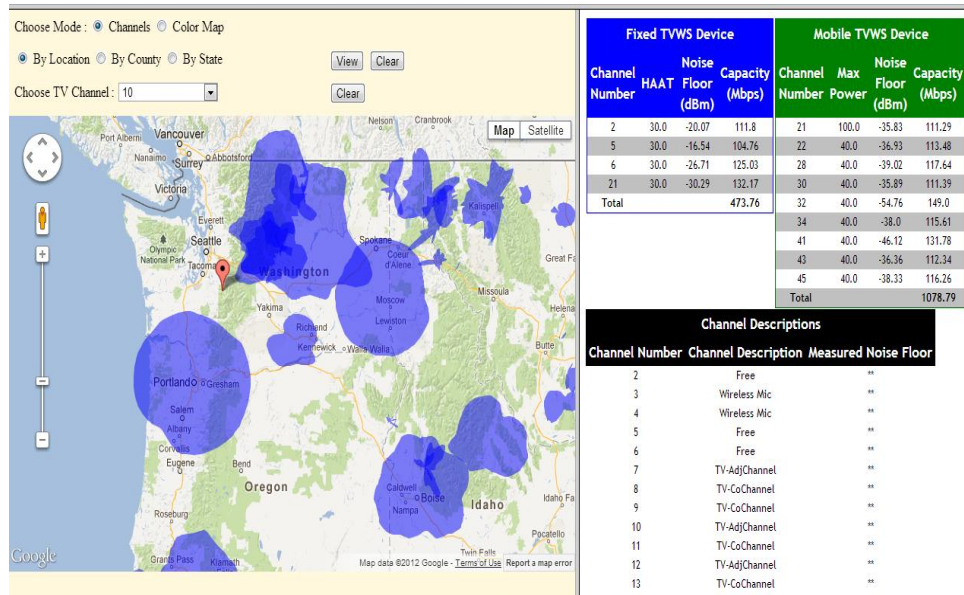 Choose Mode : Channels Color Map
By Location By County By State View Clear
Choose TV Channel : 10 Clear
Map Satellite
Nelson
Cranbrook
Port Alberni
Vancouver
Nanaimo
Surrey
Abbotsford
Victoria
Kalispell
Everett
Seattle
Olympic
National Park
Tacoma
Spokane
Coeur
d'Alene
Great Fa
Washington
Missoula
Moscow
Helena
Yakima
Lewiston
Richland
Kennewick
Walla Walla
Butte
Portland
Gresham
Salem
Albany
Corvallis
Eugene
Bend
Oregon
Caldwell
Boise
Nampa
Idaho
Idaho Fa
Roseburg
Pocatello
Twin Falls
Grants Pass
Klamath
Google
Map data ©2012 Google - Terms of Use Report a map error
Fixed TVWS Device
Channel Number HAAT Noise Floor (dBm) Capacity (Mbps)
2 30.0 -20.07 111.8
5 30.0 -16.54 104.76
6 30.0 -26.71 125.03
21 30.0 -30.29 132.17
Total 473.76
Mobile TVWS Device
Channel Number Max Power Noise Floor (dBm) Capacity (Mbps)
21 100.0 -35.83 111.29
22 40.0 -36.93 113.48
28 40.0 -39.02 117.64
30 40.0 -35.89 111.39
32 40.0 -54.76 149.0
34 40.0 -38.0 115.61
41 40.0 -46.12 131.78
43 40.0 -36.36 112.34
45 40.0 -38.33 116.26
Total 1078.79
Channel Descriptions
Channel Number Channel Description Measured Noise Floor
2 Free **
3 Wireless Mic **
4 Wireless Mic **
5 Free **
6 Free **
7 TV-AdjChannel **
8 TV-CoChannel **
9 TV-CoChannel **
10 TV-AdjChannel **
11 TV-CoChannel **
12 TV-AdjChannel **
13 TV-CoChannel **